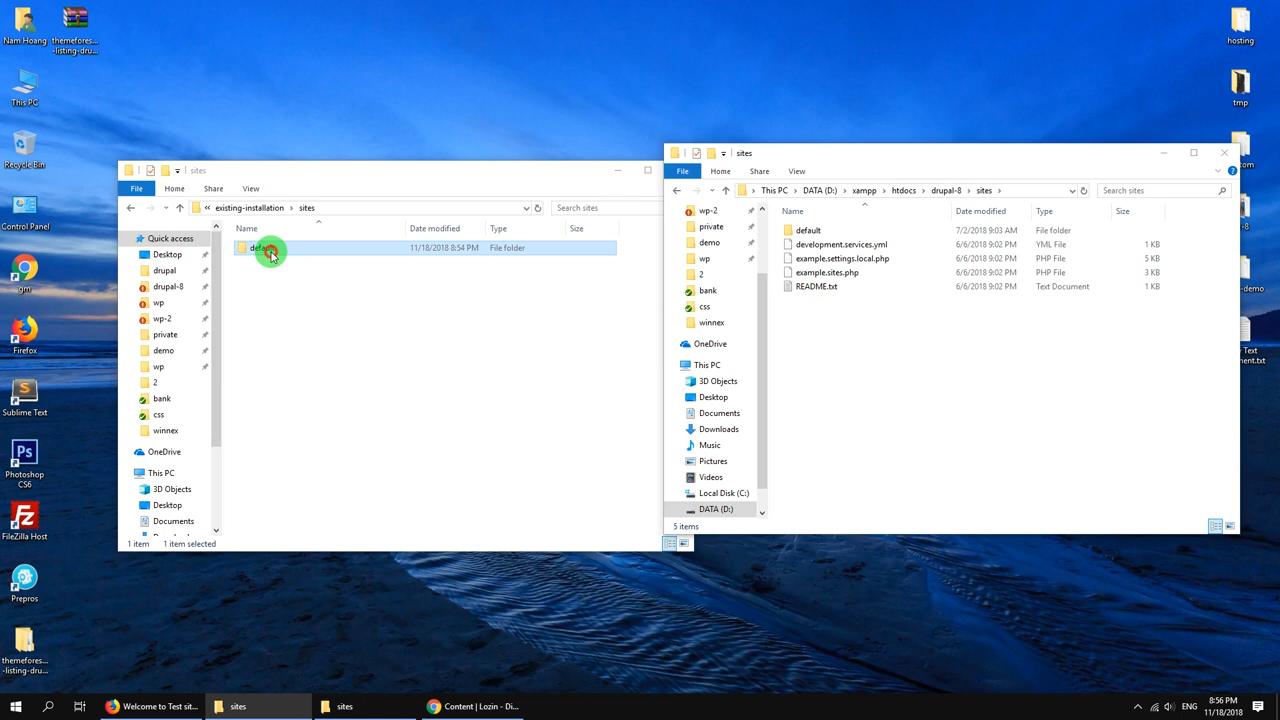 Nam Hoang
themefores...
-listing-dru...
This PC
Recycle Bin
Control Panel
gm
Firefox
Sublime Text
Photoshop
CS6
FileZilla Host
Prepros
themefores...
-listing-dru...
hosting
tmp
-demo
Text
sites
File
Home
Share
View
« existing-installation > sites
Search sites
Quick access
Desktop
drupal
drupal-8
wp
wp-2
private
demo
wp
2
bank
css
winnex
OneDrive
This PC
3D Objects
Desktop
Documents
Name
Date modified
Type
Size
11/18/2018 8:54 PM
File folder
1 item
1 item selected
sites
File
Home
Share
View
This PC > DATA (D:) > xampp > htdocs > drupal-8 > sites >
Search sites
wp-2
private
demo
wp
2
bank
css
winnex
OneDrive
This PC
3D Objects
Desktop
Documents
Downloads
Music
Pictures
Videos
Local Disk (C:)
DATA (D:)
Name
Date modified
Type
Size
default 7/2/2018 9:03 AM File folder
development.services.yml 6/6/2018 9:02 PM YML File 1 KB
example.settings.local.php 6/6/2018 9:02 PM PHP File 5 KB
example.sites.php 6/6/2018 9:02 PM PHP File 3 KB
README.txt 6/6/2018 9:02 PM Text Document 1 KB
5 items
Welcome to Test sit...
sites
sites
Content | Lozin - Di...
8:56 PM
11/18/2018